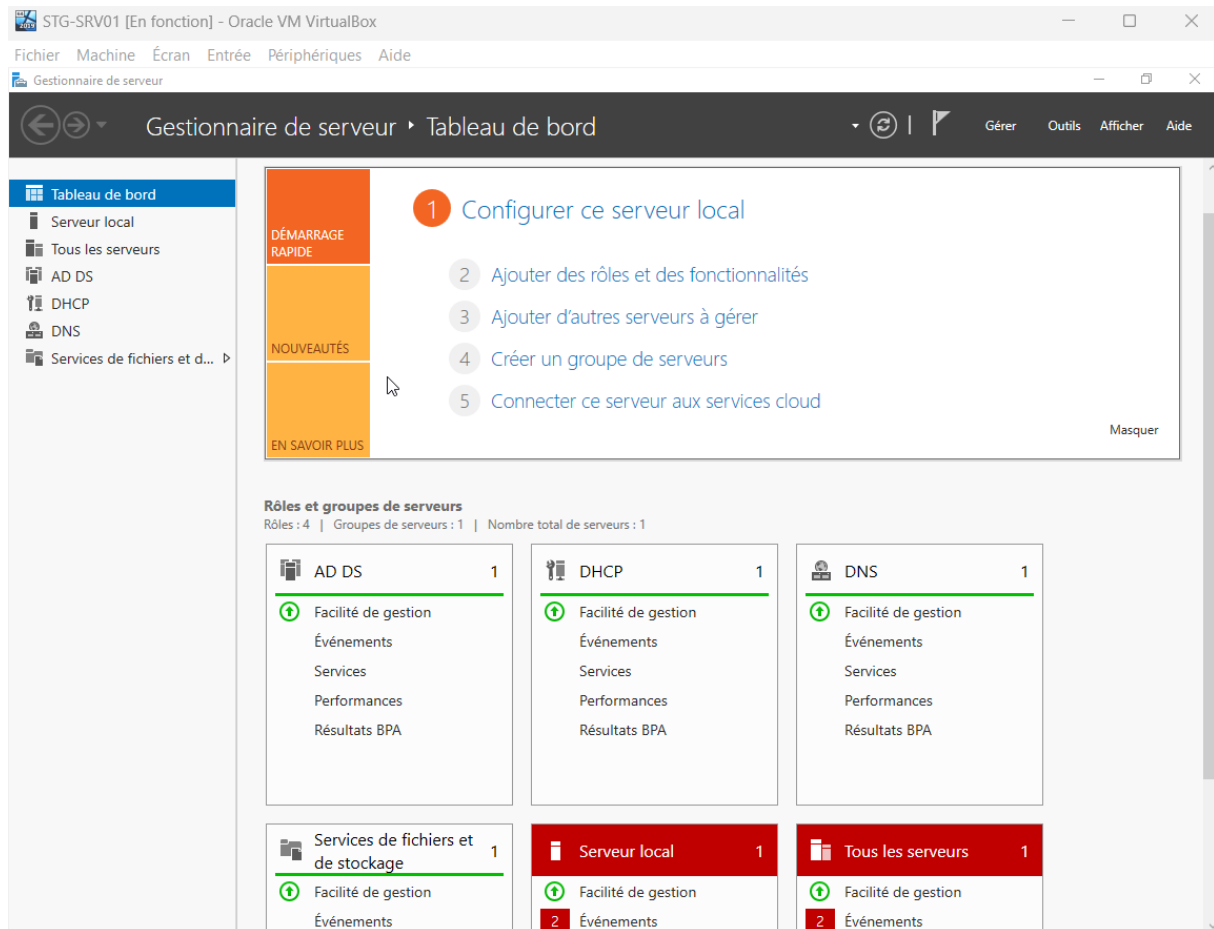 STG-SRV01 [En fonction] - Oracle VM VirtualBox
Fichier Machine Écran Entrée Périphériques Aide
Gestionnaire de serveur
Gestionnaire de serveur ‣ Tableau de bord
Gérer Outils Afficher Aide
Tableau de bord
Serveur local
Tous les serveurs
AD DS
DHCP
DNS
Services de fichiers et d...
DÉMARRAGE
RAPIDE
NOUVEAUTÉS
EN SAVOIR PLUS
1 Configurer ce serveur local
2 Ajouter des rôles et des fonctionnalités
3 Ajouter d'autres serveurs à gérer
4 Créer un groupe de serveurs
5 Connecter ce serveur aux services cloud
Masquer
Rôles et groupes de serveurs
Rôles : 4 | Groupes de serveurs : 1 | Nombre total de serveurs : 1
AD DS 1
Facilité de gestion
Événements
Services
Performances
Résultats BPA
DHCP 1
Facilité de gestion
Événements
Services
Performances
Résultats BPA
DNS 1
Facilité de gestion
Événements
Services
Performances
Résultats BPA
Services de fichiers et
de stockage 1
Facilité de gestion
Événements
Serveur local 1
Facilité de gestion
2 Événements
Tous les serveurs 1
Facilité de gestion
2 Événements